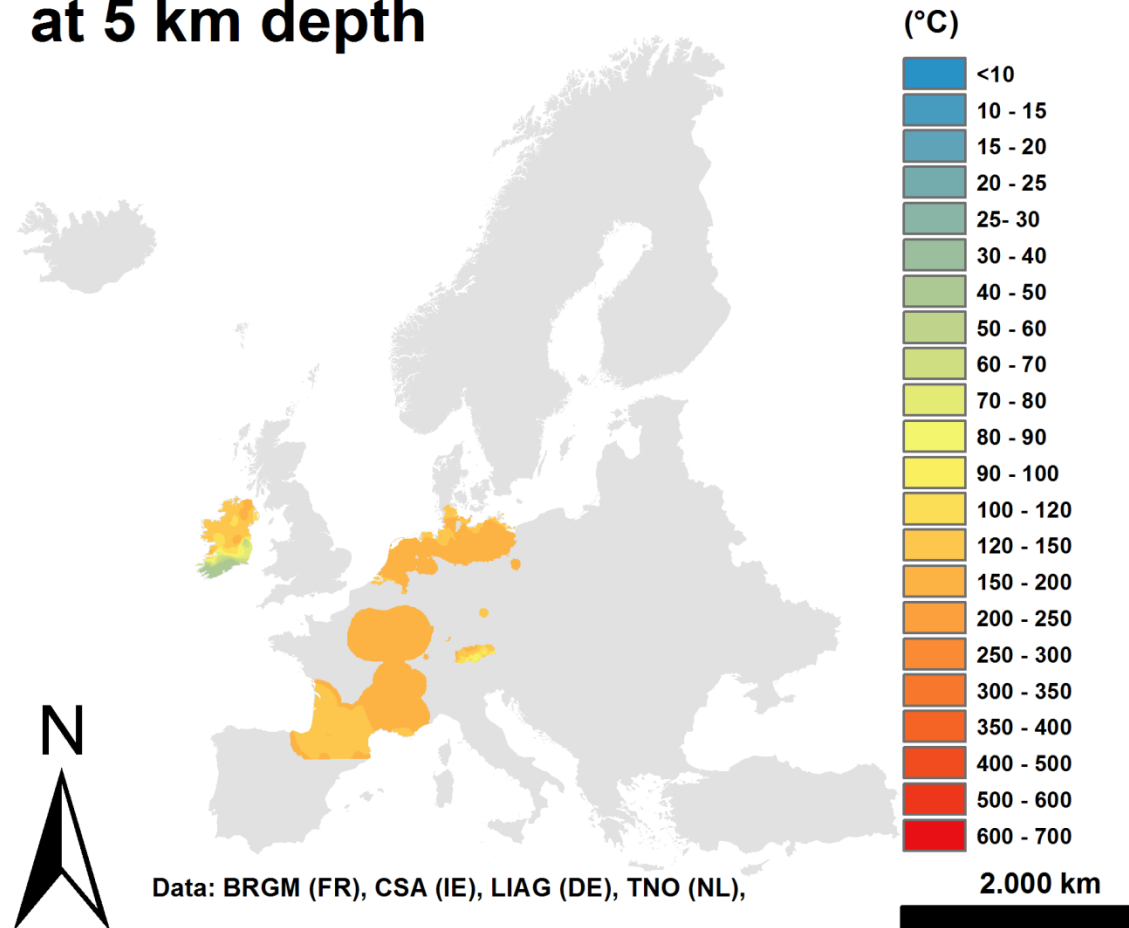 at 5 km depth
(°C)
<10
10 - 15
15 - 20
20 - 25
25- 30
30 - 40
40 - 50
50 - 60
60 - 70
70 - 80
80 - 90
90 - 100
100 - 120
120 - 150
150 - 200
200 - 250
250 - 300
300 - 350
350 - 400
400 - 500
500 - 600
600 - 700
N
Data: BRGM (FR), CSA (IE), LIAG (DE), TNO (NL),
2.000 km